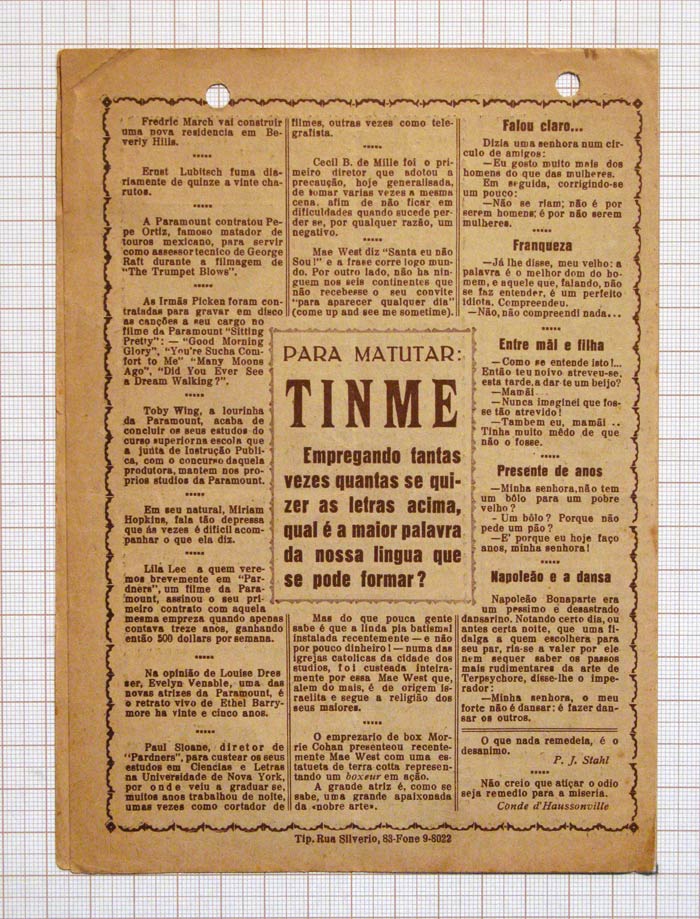 Fredric March vai construir
uma nova residencia em Be-
verly Hills.
*****
Ernst Lubitsch fuma dia-
riamente de quinze a vinte cha-
rutos.
*****
A Paramount contratou Pe-
pe Ortiz, famoso matador de
touros mexicano, para servir
como assessor tecnico de George
Raft durante a filmagem de
"The Trumpet Blows".
*****
As Irmãs Picken foram con-
tratadas para gravar em disco
as canções a seu cargo no
filme da Paramount "Sitting
Pretty": — "Good Morning
Glory", "You're Sucha Com-
fort to Me" "Many Moons
Ago", "Did You Ever See
a Dream Walking?".
*****
Toby Wing, a lourinha
da Paramount, acaba de
concluir os seus estudos do
curso superiorna escola que
a junta de Instrução Publi-
ca, com o concurso daquela
produtora, mantem nos pro-
prios studios da Paramount.
*****
Em seu natural, Miriam
Hopkins, fala tão depressa
que ás vezes é dificil acom-
panhar o que ela diz.
*****
Lila Lee a quem vere-
mos brevemente em "Par-
dners", um filme da Para-
mount, assinou o seu pri-
meiro contrato com aquela
mesma empreza quando apenas
contava treze anos, ganhando
então 500 dollars por semana.
*****
Na opinião de Louise Dres
ser, Evelyn Venable, uma das
novas atrizes da Paramount, é
o retrato vivo de Ethel Barry-
more ha vinte e cinco anos.
*****
Paul Sloane, diretor de
"Pardners", para custear os seus
estudos em Ciencias e Letras
na Universidade de Nova York,
por onde veiu a graduar se,
muitos anos trabalhou de noite,
umas vezes como cortador de
filmes, outras vezes como tele-
grafista.
*****
Cecil B. de Mille foi o pri-
meiro diretor que adotou a
precaução, hoje generalisada,
de tomar varias vezes a mesma
cena, afim de não ficar em
dificuldades quando sucede per-
der se, por qualquer razão, um
negativo.
*****
Mae West diz "Santa eu não
Sou!" e a frase corre logo mun-
do. Por outro lado, não ha nin-
guem nos seis continentes que
não recebesse o seu convite
"para aparecer qualquer dia"
(come up and see me sometime).
PARA MATUTAR:
TINME
Empregando tantas
vezes quantas se qui-
zer as letras acima,
qual é a maior palavra
da nossa lingua que
se pode formar?
Mas do que pouca gente
sabe é que a linda pia batismal
instalada recentemente — e não
por pouco dinheiro! — numa das
igrejas catolicas da cidade dos
studios, foi custeada inteira-
mente por essa Mae West que,
alem do mais, é de origem is-
raelita e segue a religião dos
seus maiores.
*****
O emprezario de box Mor-
rie Cohan presenteou recente-
mente Mae West com uma es-
tatueta de terra cotta represen-
tando um boxeur em ação.
A grande atriz é, como se
sabe, uma grande apaixonada
da «nobre arte».
Falou claro...
Dizia uma senhora num cir-
culo de amigos:
—Eu gosto muito mais dos
homens do que das mulheres.
Em seguida, corrigindo-se
um pouco:
—Não se riam; não é por
serem homens; é por não serem
mulheres.
*****
Franqueza
—Já lhe disse, meu velho: a
palavra é o melhor dom do ho-
mem, e aquele que, falando, não
se faz entender, é um perfeito
idiota. Compreendeu.
—Não, não compreendi nada...
*****
Entre mãi e filha
—Como se entende isto!...
Então teu noivo atreveu-se,
esta tarde, a dar-te um beijo?
—Mamãi...
—Nunca imaginei que fos-
se tão atrevido!
—Tambem eu, mamãi ..
Tinha muito mêdo de que
não o fosse.
*****
Presente de anos
—Minha senhora, não tem
um bôlo para um pobre
velho?
- Um bôlo? Porque não
pede um pão?
—E' porque eu hoje faço
anos, minha senhora!
*****
Napoleão e a dansa
Napoleão Bonaparte era
um pessimo e desastrado
dansarino. Notando certo dia, ou
antes certa noite, que uma fi-
dalga a quem escolhera para
seu par, ria-se a valer por ele
nem sequer saber os passos
mais rudimentares da arte de
Terpsychore, disse-lhe o impe-
rador:
—Minha senhora, o meu
forte não é dansar: é fazer dan-
sar os outros.
O que nada remedeia, é o
desanimo.
P. J. Stahl
*****
Não creio que atiçar o odio
seja remedio para a miseria.
Conde d'Haussonville
Tip. Rua Silverio, 83-Fone 9-8022